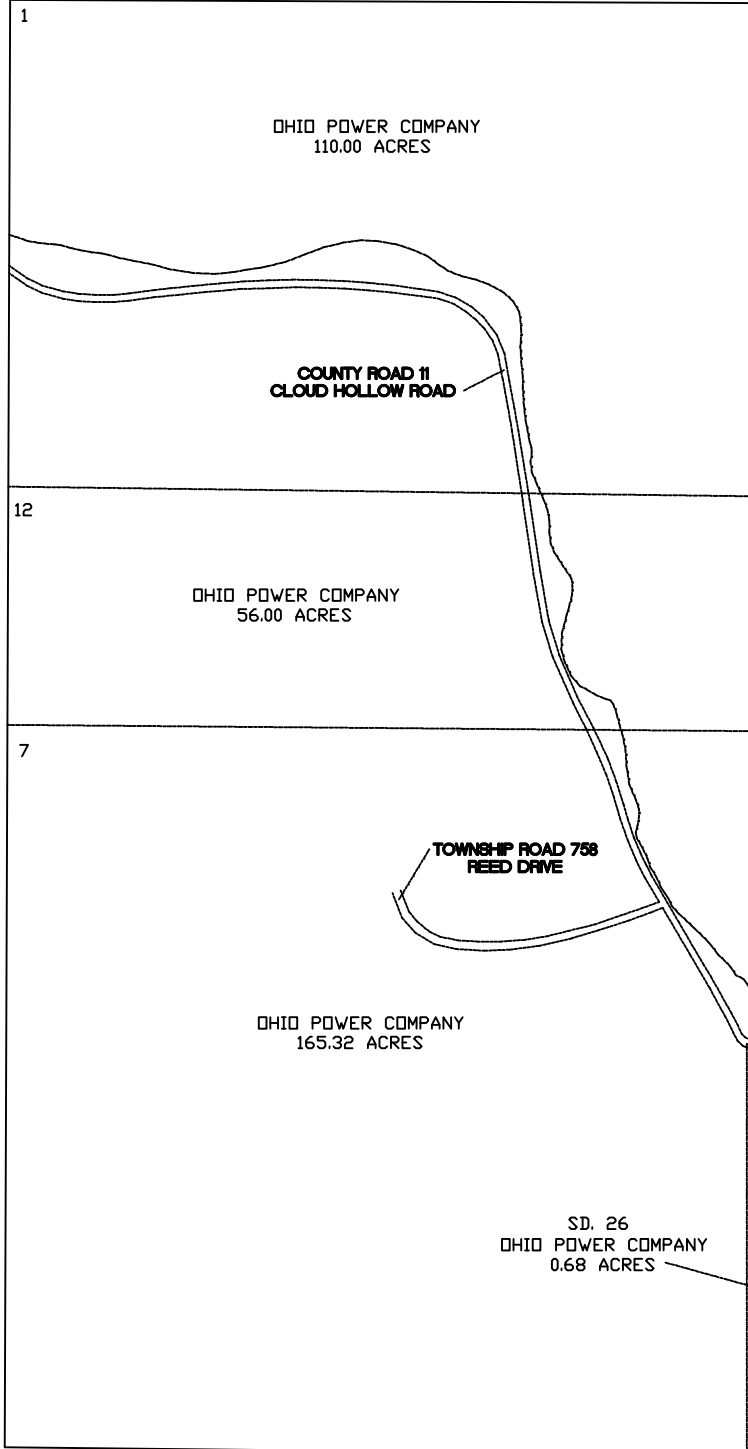 1
OHIO POWER COMPANY
110.00 ACRES
COUNTY ROAD 11
CLOUD HOLLOW ROAD
12
OHIO POWER COMPANY
56.00 ACRES
7
TOWNSHIP ROAD 758
REED DRIVE
OHIO POWER COMPANY
165.32 ACRES
SD. 26
OHIO POWER COMPANY
0.68 ACRES